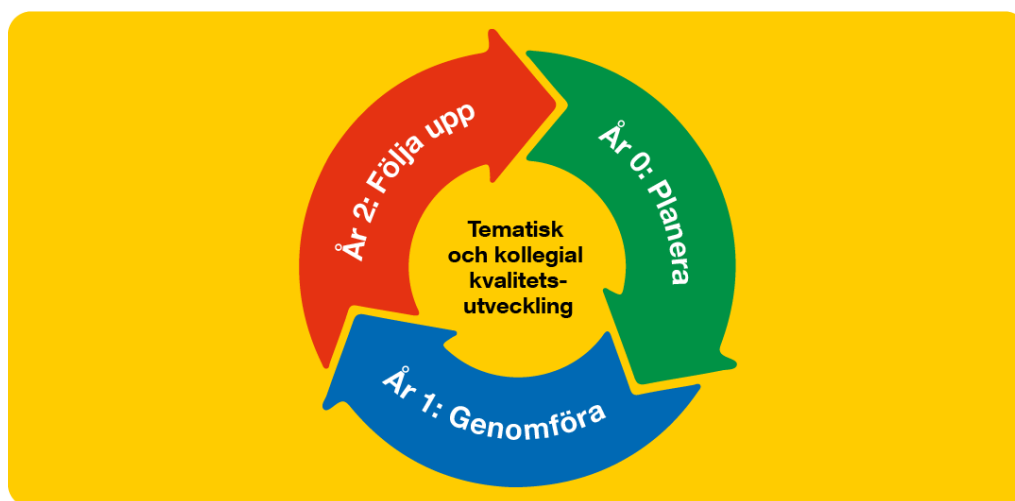 År 0: Planera
År 1: Genomföra
År 2: Följa upp
Tematisk
och kollegial
kvalitets-
utveckling